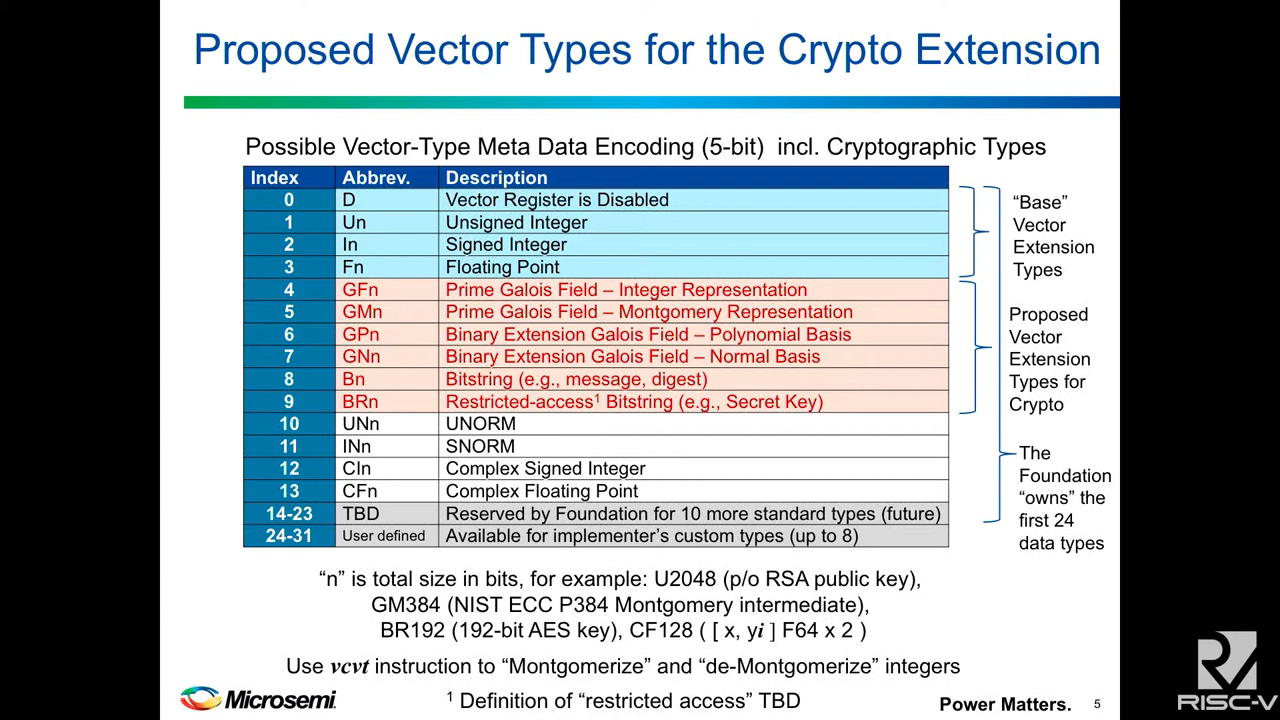 Proposed Vector Types for the Crypto Extension
Possible Vector-Type Meta Data Encoding (5-bit) incl. Cryptographic Types
Index Abbrev. Description
0 D Vector Register is Disabled
1 Un Unsigned Integer
2 In Signed Integer
3 Fn Floating Point
4 GFn Prime Galois Field – Integer Representation
5 GMn Prime Galois Field – Montgomery Representation
6 GPn Binary Extension Galois Field – Polynomial Basis
7 GNn Binary Extension Galois Field – Normal Basis
8 Bn Bitstring (e.g., message, digest)
9 BRn Restricted-access¹ Bitstring (e.g., Secret Key)
10 UNn UNORM
11 INn SNORM
12 CIn Complex Signed Integer
13 CFn Complex Floating Point
14-23 TBD Reserved by Foundation for 10 more standard types (future)
24-31 User defined Available for implementer’s custom types (up to 8)
“Base”
Vector
Extension
Types
Proposed
Vector
Extension
Types for
Crypto
The
Foundation
“owns” the
first 24
data types
“n” is total size in bits, for example: U2048 (p/o RSA public key),
GM384 (NIST ECC P384 Montgomery intermediate),
BR192 (192-bit AES key), CF128 ( [ x, yi ] F64 x 2 )
Use vcvt instruction to “Montgomerize” and “de-Montgomerize” integers
Microsemi.
¹ Definition of “restricted access” TBD
Power Matters.
5
RISC-V